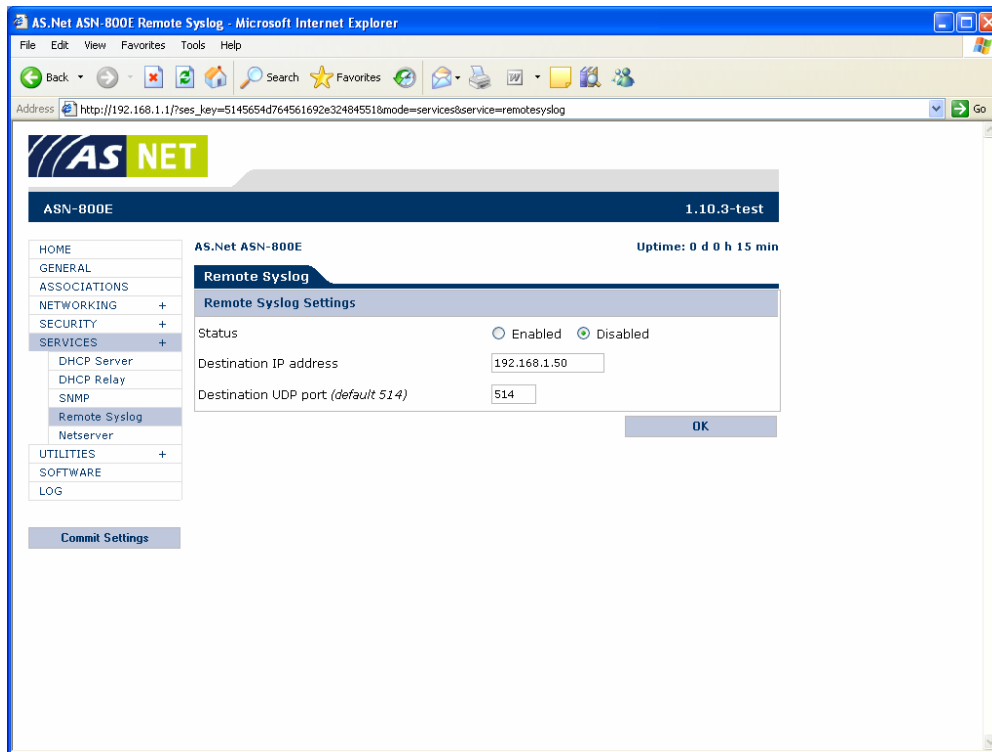 AS.Net ASN-800E Remote Syslog - Microsoft Internet Explorer
File Edit View Favorites Tools Help
Back Search Favorites
Address http://192.168.1.1/?ses_key=5145654d764561692e32484551&mode=services&service=remotesyslog Go
AS NET
ASN-800E 1.10.3-test
HOME
GENERAL
ASSOCIATIONS
NETWORKING +
SECURITY +
SERVICES +
DHCP Server
DHCP Relay
SNMP
Remote Syslog
Netserver
UTILITIES +
SOFTWARE
LOG
Commit Settings
AS.Net ASN-800E Uptime: 0 d 0 h 15 min
Remote Syslog
Remote Syslog Settings
Status Enabled Disabled
Destination IP address 192.168.1.50
Destination UDP port (default 514) 514
OK